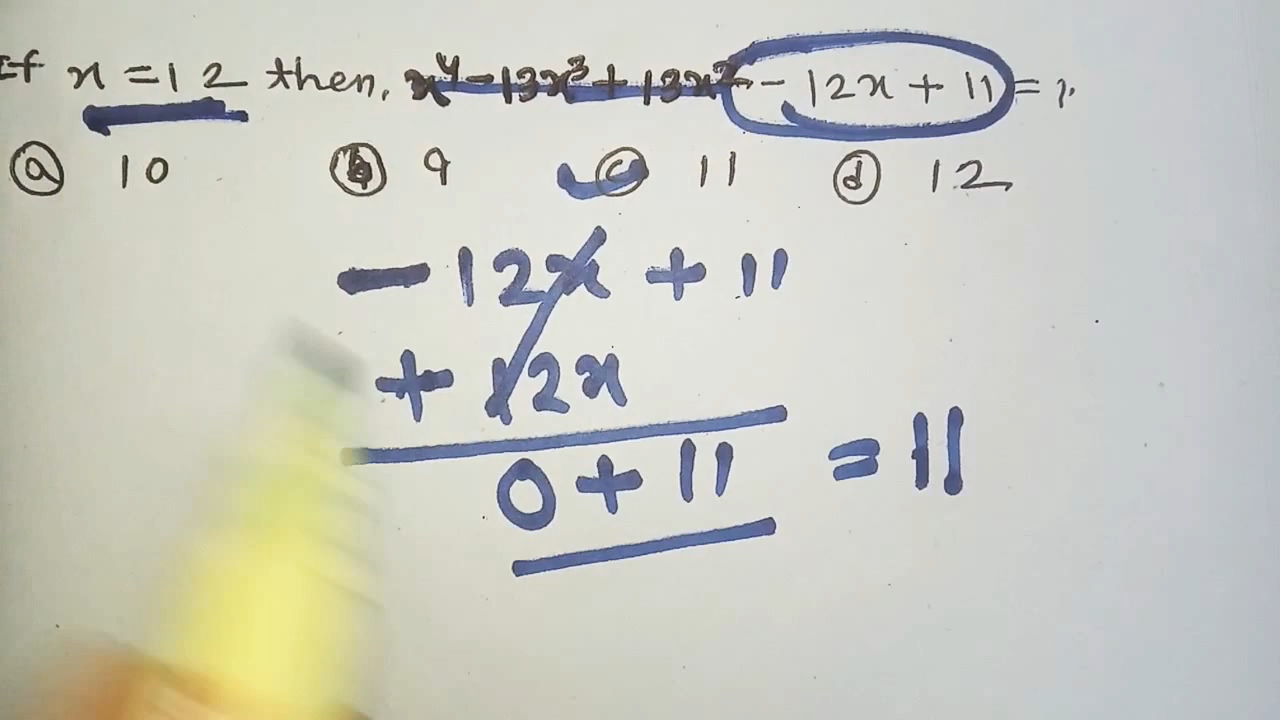 If x = 12 then, x⁴ - 13x³ + 13x² - 12x + 11 = ?
ⓐ 10 ⓑ 9 ⓒ 11 ⓓ 12
- 12x + 11
+ 12x
0 + 11 = 11